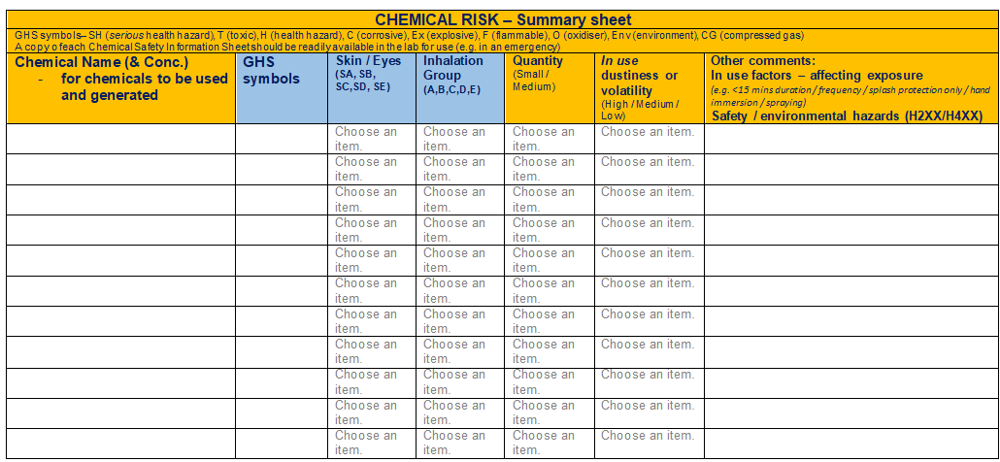 CHEMICAL RISK – Summary sheet
GHS symbols– SH (serious health hazard), T (toxic), H (health hazard), C (corrosive), Ex (explosive), F (flammable), O (oxidiser), Env (environment), CG (compressed gas)
A copy of each Chemical Safety Information Sheet should be readily available in the lab for use (e.g. in an emergency)
Chemical Name (& Conc.)
- for chemicals to be used
and generated
GHS
symbols
Skin / Eyes
(SA, SB,
SC,SD, SE)
Inhalation
Group
(A,B,C,D,E)
Quantity
(Small /
Medium)
In use
dustiness or
volatility
(High / Medium /
Low)
Other comments:
In use factors – affecting exposure
(e.g. <15 mins duration / frequency / splash protection only / hand
immersion / spraying)
Safety / environmental hazards (H2XX/H4XX)
Choose an
item.
Choose an
item.
Choose an
item.
Choose an item.
Choose an
item.
Choose an
item.
Choose an
item.
Choose an item.
Choose an
item.
Choose an
item.
Choose an
item.
Choose an item.
Choose an
item.
Choose an
item.
Choose an
item.
Choose an item.
Choose an
item.
Choose an
item.
Choose an
item.
Choose an item.
Choose an
item.
Choose an
item.
Choose an
item.
Choose an item.
Choose an
item.
Choose an
item.
Choose an
item.
Choose an item.
Choose an
item.
Choose an
item.
Choose an
item.
Choose an item.
Choose an
item.
Choose an
item.
Choose an
item.
Choose an item.
Choose an
item.
Choose an
item.
Choose an
item.
Choose an item.
Choose an
item.
Choose an
item.
Choose an
item.
Choose an item.